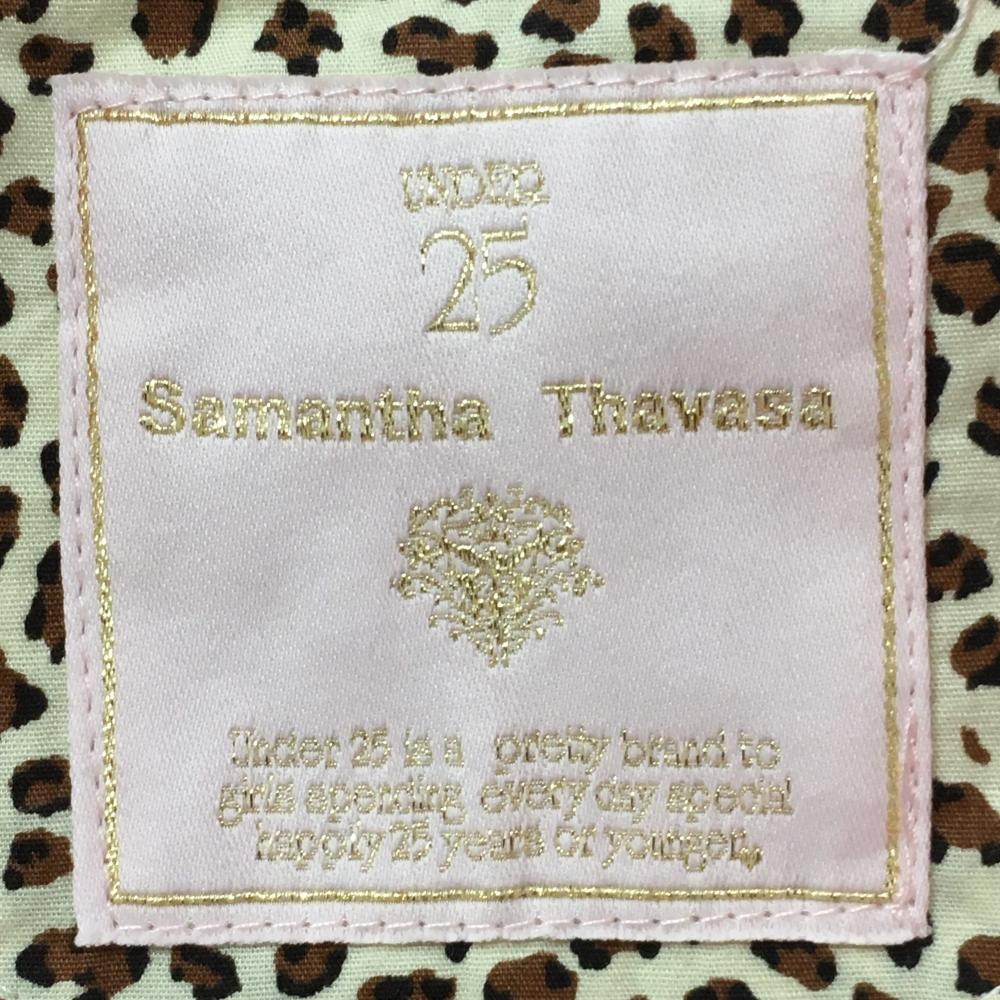 UNDER
25
Samantha Thavasa
Under 25 is a pretty brand to
girls spending every day special
happily 25 years of younger.